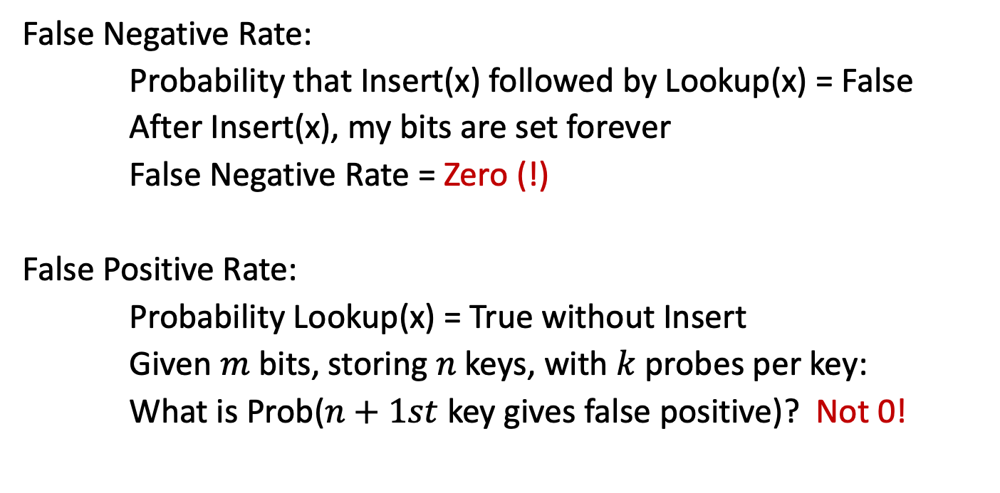 False Negative Rate:
Probability that Insert(x) followed by Lookup(x) = False
After Insert(x), my bits are set forever
False Negative Rate = Zero (!)
False Positive Rate:
Probability Lookup(x) = True without Insert
Given m bits, storing n keys, with k probes per key:
What is Prob(n + 1st key gives false positive)? Not 0!